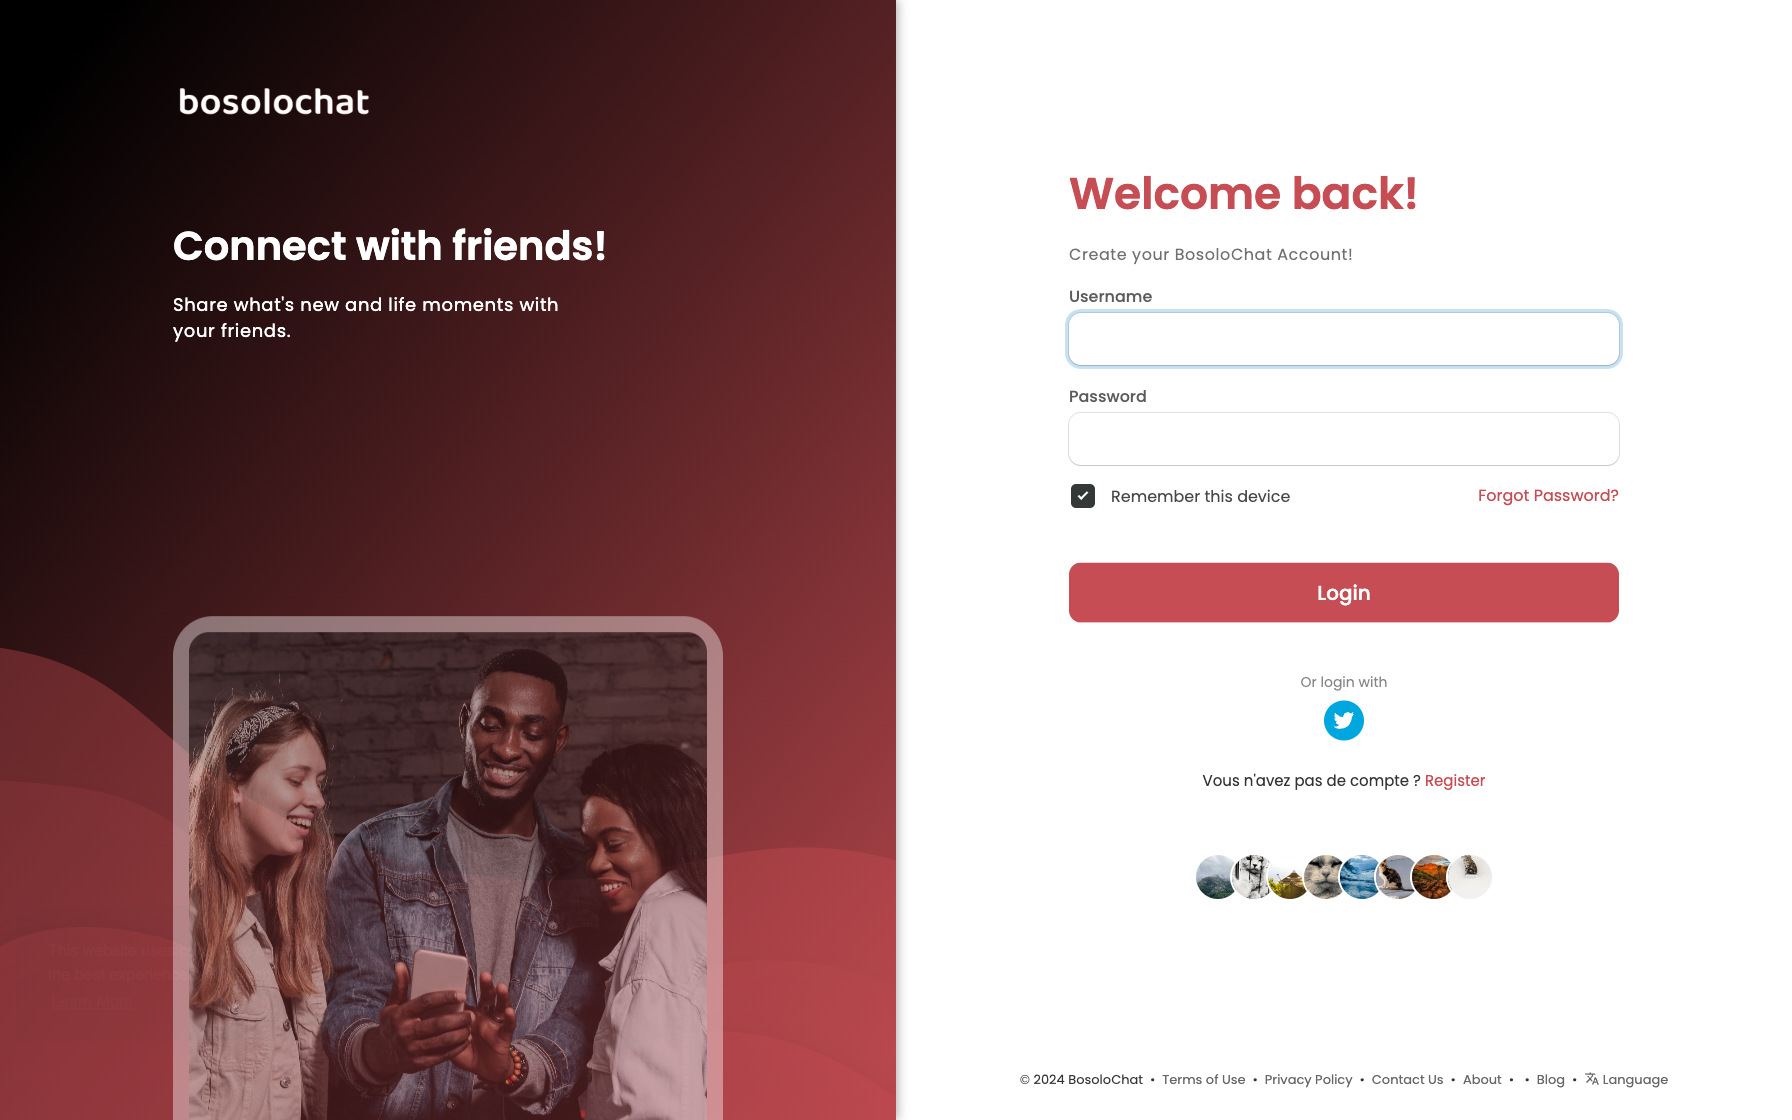 bosolochat
Connect with friends!
Share what's new and life moments with
your friends.
This website uses
the best experience
Learn More
Welcome back!
Create your BosoloChat Account!
Username
Password
Remember this device
Forgot Password?
Login
Or login with
Vous n'avez pas de compte ? Register
© 2024 BosoloChat • Terms of Use • Privacy Policy • Contact Us • About • • Blog • Language